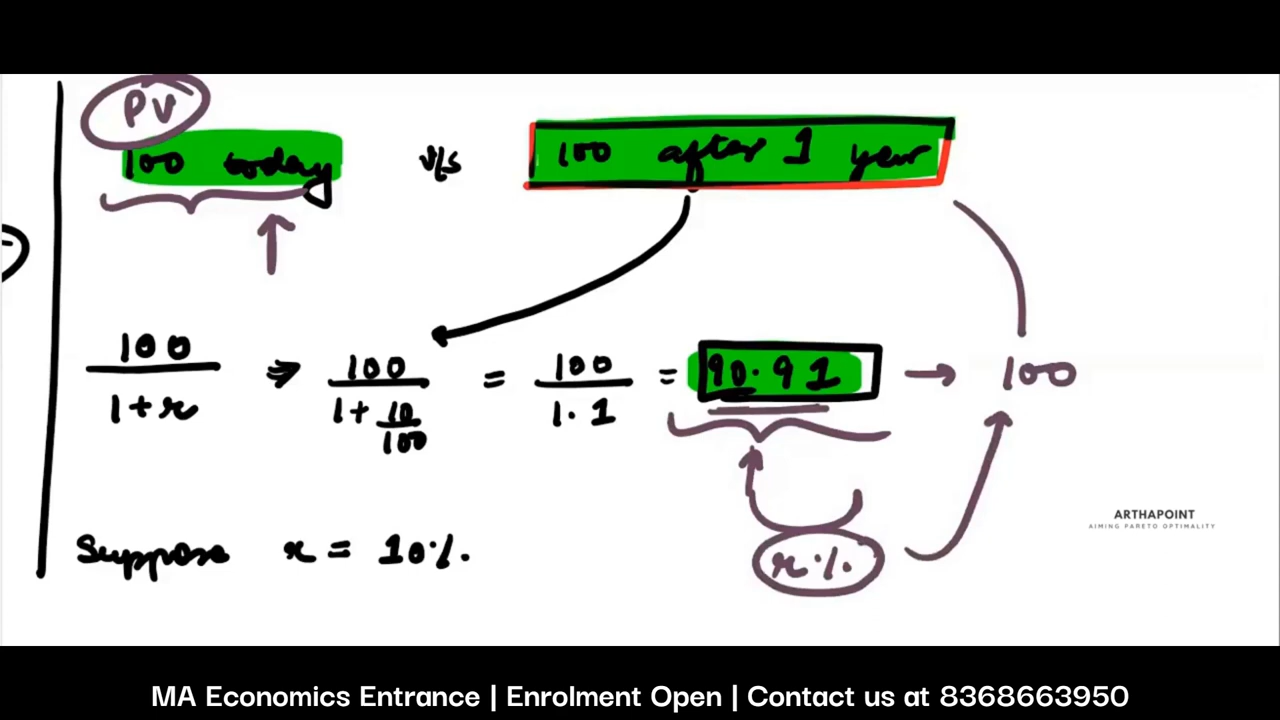 PV
100 today v/s 100 after 1 year
100/1+r ⇒ 100/1+10/100 = 100/1.1 = 90.91 → 100
ARTHAPOINT
AIMING PARETO OPTIMALITY
Suppose r = 10%.
r%.
MA Economics Entrance | Enrolment Open | Contact us at 8368663950